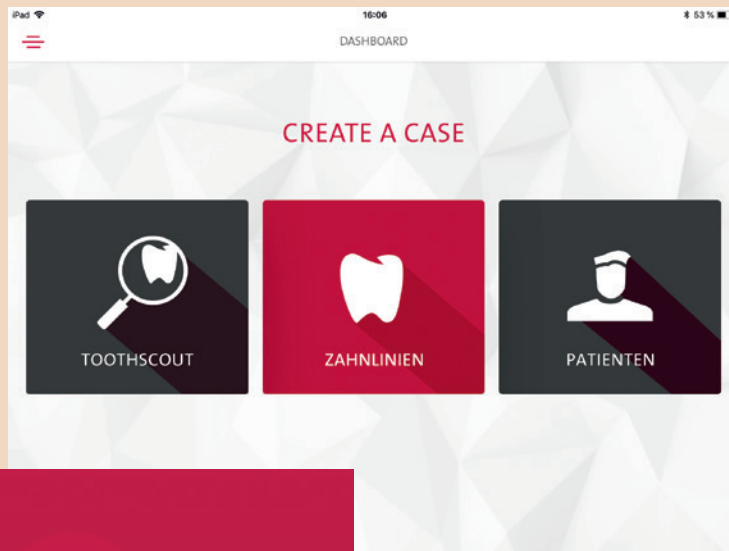 iPad 16:06 53 %
DASHBOARD
CREATE A CASE
TOOTHSCOUT ZAHNLINIEN PATIENTEN